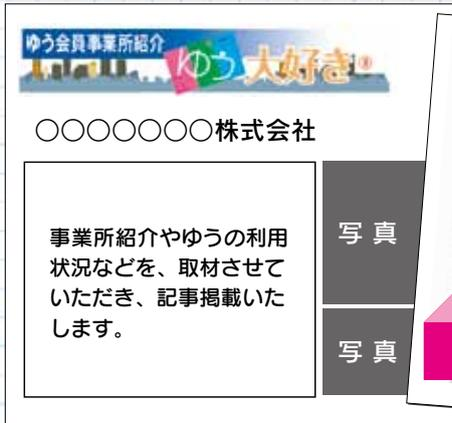 ゆう会員事業所紹介
ゆう大好き®
○○○○○○○株式会社
事業所紹介やゆうの利用
状況などを、取材させて
いただき、記事掲載いた
します。
写 真
写 真